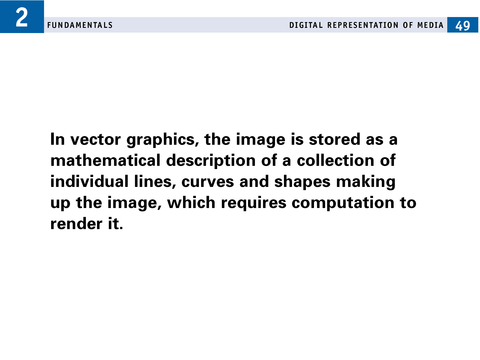 2 FUNDAMENTALS DIGITAL REPRESENTATION OF MEDIA 49
In vector graphics, the image is stored as a
mathematical description of a collection of
individual lines, curves and shapes making
up the image, which requires computation to
render it.